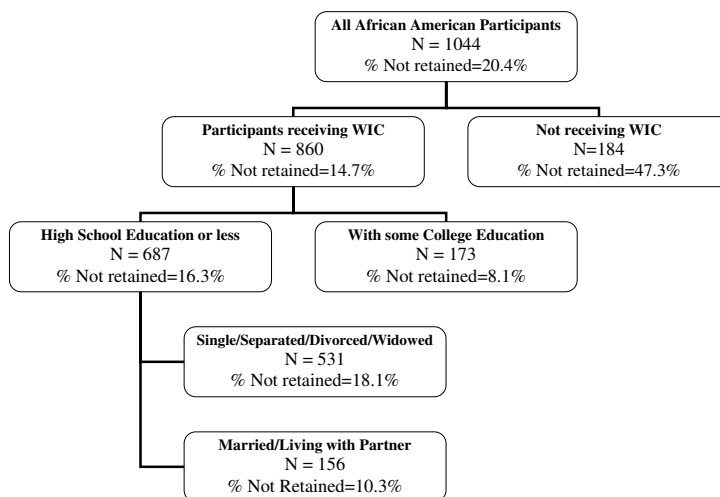 All African American Participants
N = 1044
% Not retained=20.4%
Participants receiving WIC
N = 860
% Not retained=14.7%
Not receiving WIC
N=184
% Not retained=47.3%
High School Education or less
N = 687
% Not retained=16.3%
With some College Education
N = 173
% Not retained=8.1%
Single/Separated/Divorced/Widowed
N = 531
% Not retained=18.1%
Married/Living with Partner
N = 156
% Not Retained=10.3%